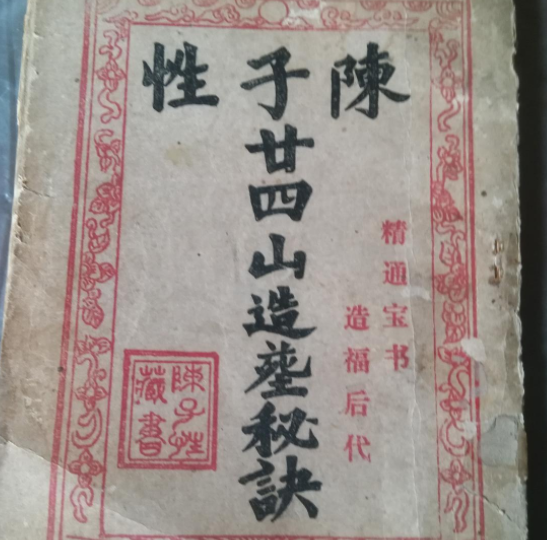 陳子性
廿四山造塋秘訣
精通宝书
造福后代
陳子性
藏書